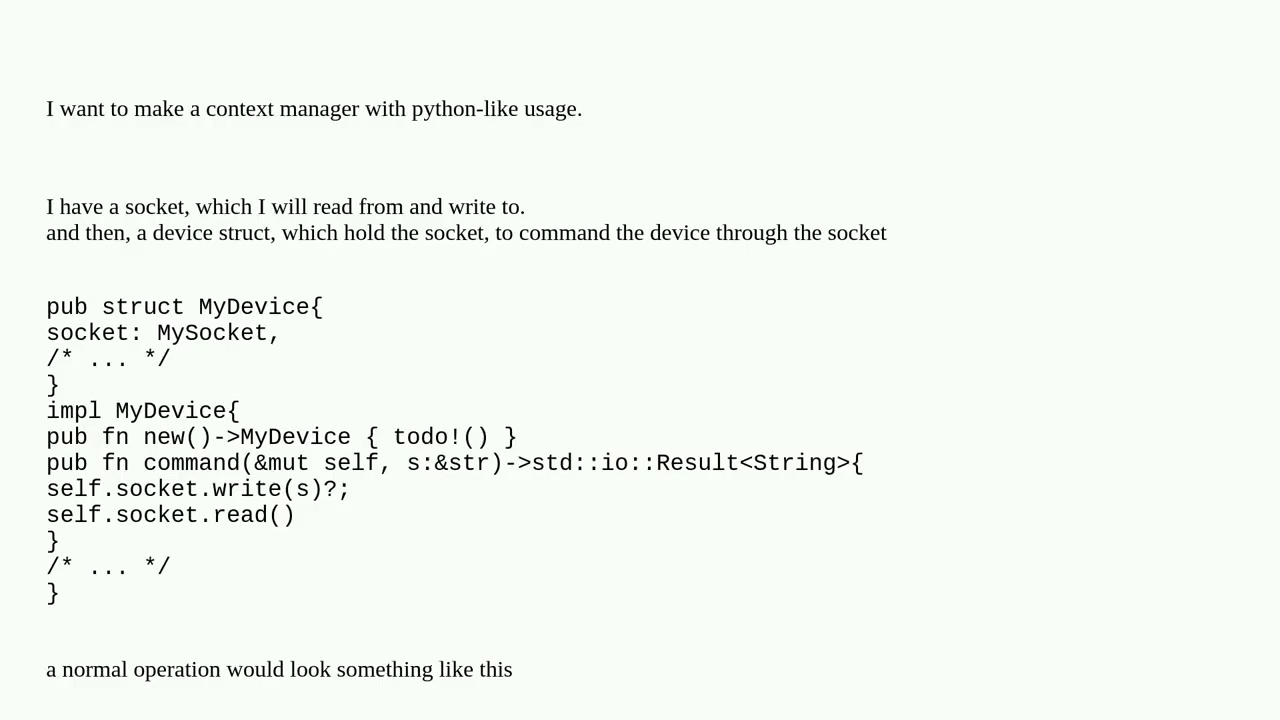 I want to make a context manager with python-like usage.
I have a socket, which I will read from and write to.
and then, a device struct, which hold the socket, to command the device through the socket
pub struct MyDevice{
socket: MySocket,
/* ... */
}
impl MyDevice{
pub fn new()->MyDevice { todo!() }
pub fn command(&mut self, s:&str)->std::io::Result<String>{
self.socket.write(s)?;
self.socket.read()
}
/* ... */
}
a normal operation would look something like this